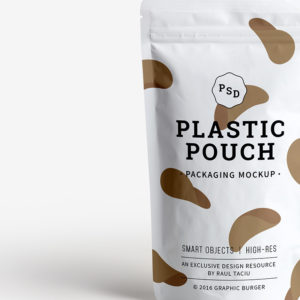 PSD
PLASTIC
POUCH
· PACKAGING MOCKUP ·
SMART OBJECTS | HIGH-RES
AN EXCLUSIVE DESIGN RESOURCE
BY RAUL TACIU
© 2016 GRAPHIC BURGER